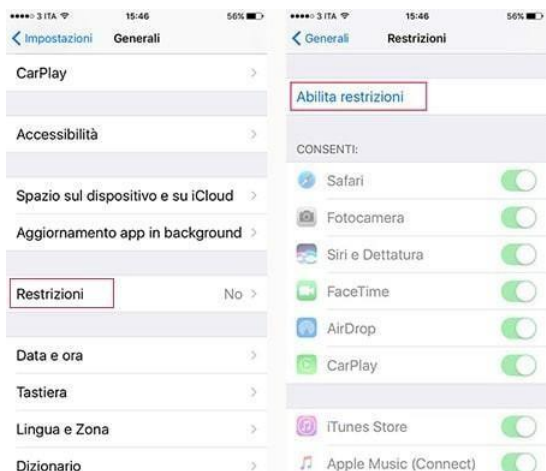 3 ITA 15:46 56%
Impostazioni Generali
CarPlay
Accessibilità
Spazio sul dispositivo e su iCloud
Aggiornamento app in background
Restrizioni No
Data e ora
Tastiera
Lingua e Zona
Dizionario
3 ITA 15:46 56%
Generali Restrizioni
Abilita restrizioni
CONSENTI:
Safari
Fotocamera
Siri e Dettatura
FaceTime
AirDrop
CarPlay
iTunes Store
Apple Music (Connect)